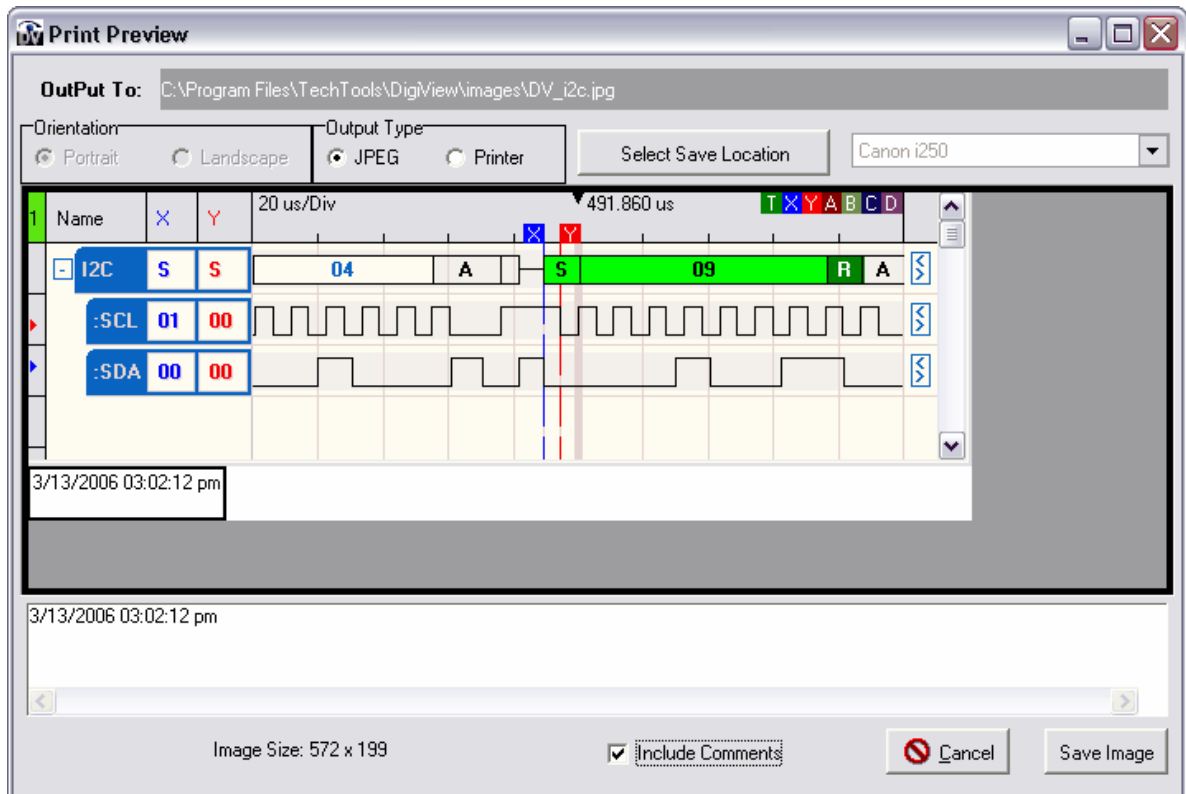 Print Preview
OutPut To: C:\Program Files\TechTools\DigiView\images\DV_i2c.jpg
Orientation
Portrait Landscape
Output Type
JPEG Printer
Select Save Location
Canon i250
1 Name X Y 20 us/Div 491.860 us T X Y A B C D
X Y
I2C S S 04 A S 09 R A
:SCL 01 00
:SDA 00 00
3/13/2006 03:02:12 pm
3/13/2006 03:02:12 pm
Image Size: 572 x 199 Include Comments Cancel Save Image